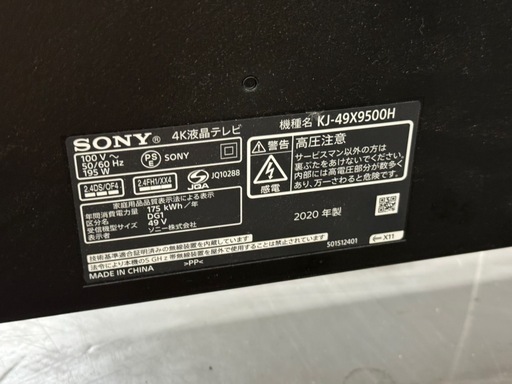 SONY® 4K液晶テレビ 機種名 KJ-49X9500H
100 V～
50/60 Hz
195 W
PS E SONY
2.4DS/OF4 2.4FH1/XX4 JQA JQ10288
家庭用品品質表示法による表示
年間消費電力量 175 kWh／年
区分名 DG1
受信機型サイズ 49 V
表示者 ソニー株式会社
警告 高圧注意
感電
サービスマン以外の方は
裏ぶたをあけないでください。
内部には高電圧部分が数多く
あり、万一さわると危険です。
2020 年製
技術基準適合証明済みの無線装置を内蔵しています
法令により本機の5 GHz 帯無線装置を屋外で使用することは禁止されています。
MADE IN CHINA >PP<
501512401 X11